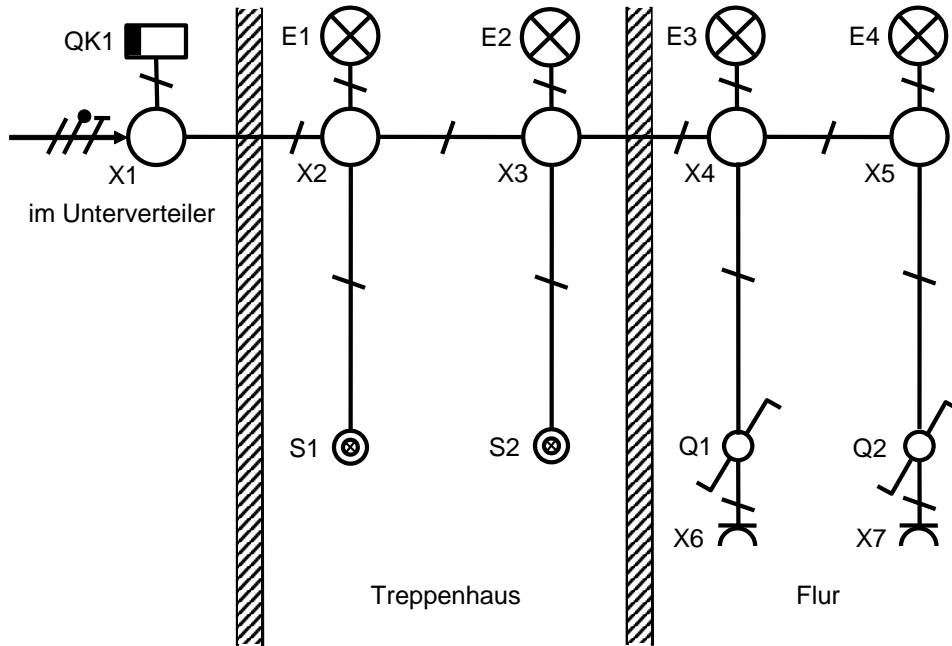 QK1
E1
E2
E3
E4
X1
X2
X3
X4
X5
im Unterverteiler
S1
S2
Q1
Q2
X6
X7
Treppenhaus
Flur